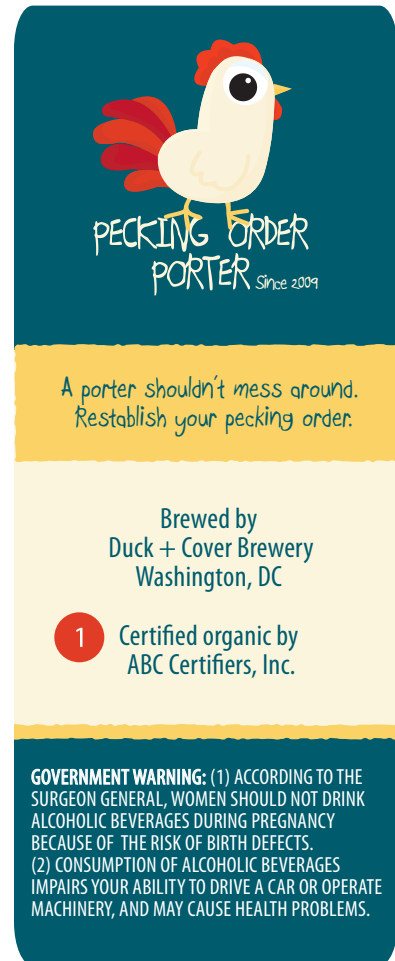 PECKING ORDER
PORTER Since 2009
A porter shouldn't mess around.
Restablish your pecking order.
Brewed by
Duck + Cover Brewery
Washington, DC
1 Certified organic by
ABC Certifiers, Inc.
GOVERNMENT WARNING: (1) ACCORDING TO THE
SURGEON GENERAL, WOMEN SHOULD NOT DRINK
ALCOHOLIC BEVERAGES DURING PREGNANCY
BECAUSE OF THE RISK OF BIRTH DEFECTS.
(2) CONSUMPTION OF ALCOHOLIC BEVERAGES
IMPAIRS YOUR ABILITY TO DRIVE A CAR OR OPERATE
MACHINERY, AND MAY CAUSE HEALTH PROBLEMS.